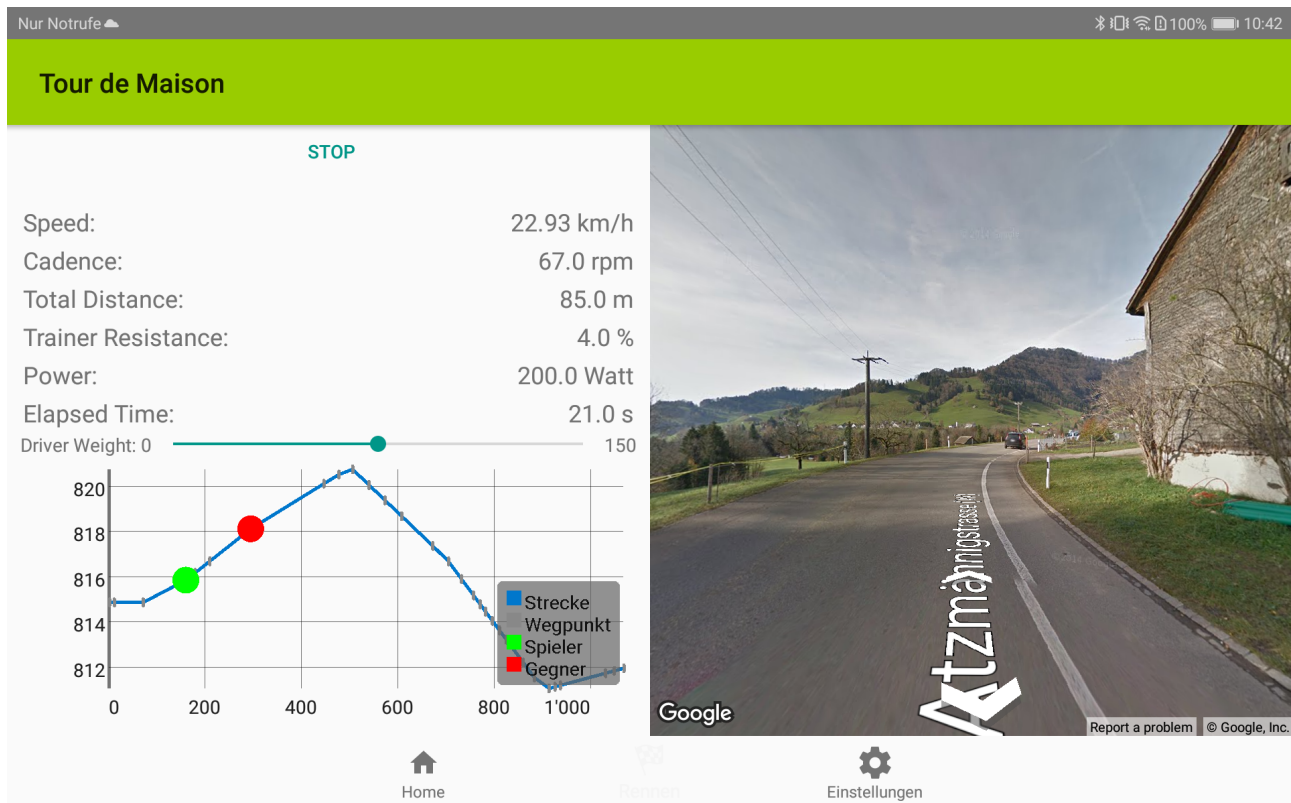 Nur Notrufe
100% 10:42
Tour de Maison
STOP
Speed: 22.93 km/h
Cadence: 67.0 rpm
Total Distance: 85.0 m
Trainer Resistance: 4.0 %
Power: 200.0 Watt
Elapsed Time: 21.0 s
Driver Weight: 0 150
820
818
816
814
812
0 200 400 600 800 1'000
Strecke
Wegpunkt
Spieler
Gegner
Atzmännigstrasse
Google
Report a problem © Google, Inc.
Home Rennen Einstellungen